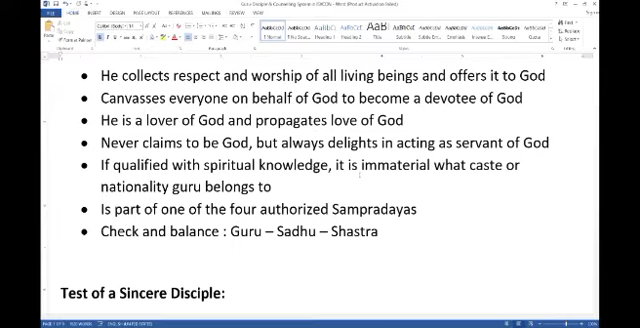 He collects respect and worship of all living beings and offers it to God
Canvasses everyone on behalf of God to become a devotee of God
He is a lover of God and propagates love of God
Never claims to be God, but always delights in acting as servant of God
If qualified with spiritual knowledge, it is immaterial what caste or
nationality guru belongs to
Is part of one of the four authorized Sampradayas
Check and balance : Guru – Sadhu – Shastra
Test of a Sincere Disciple: